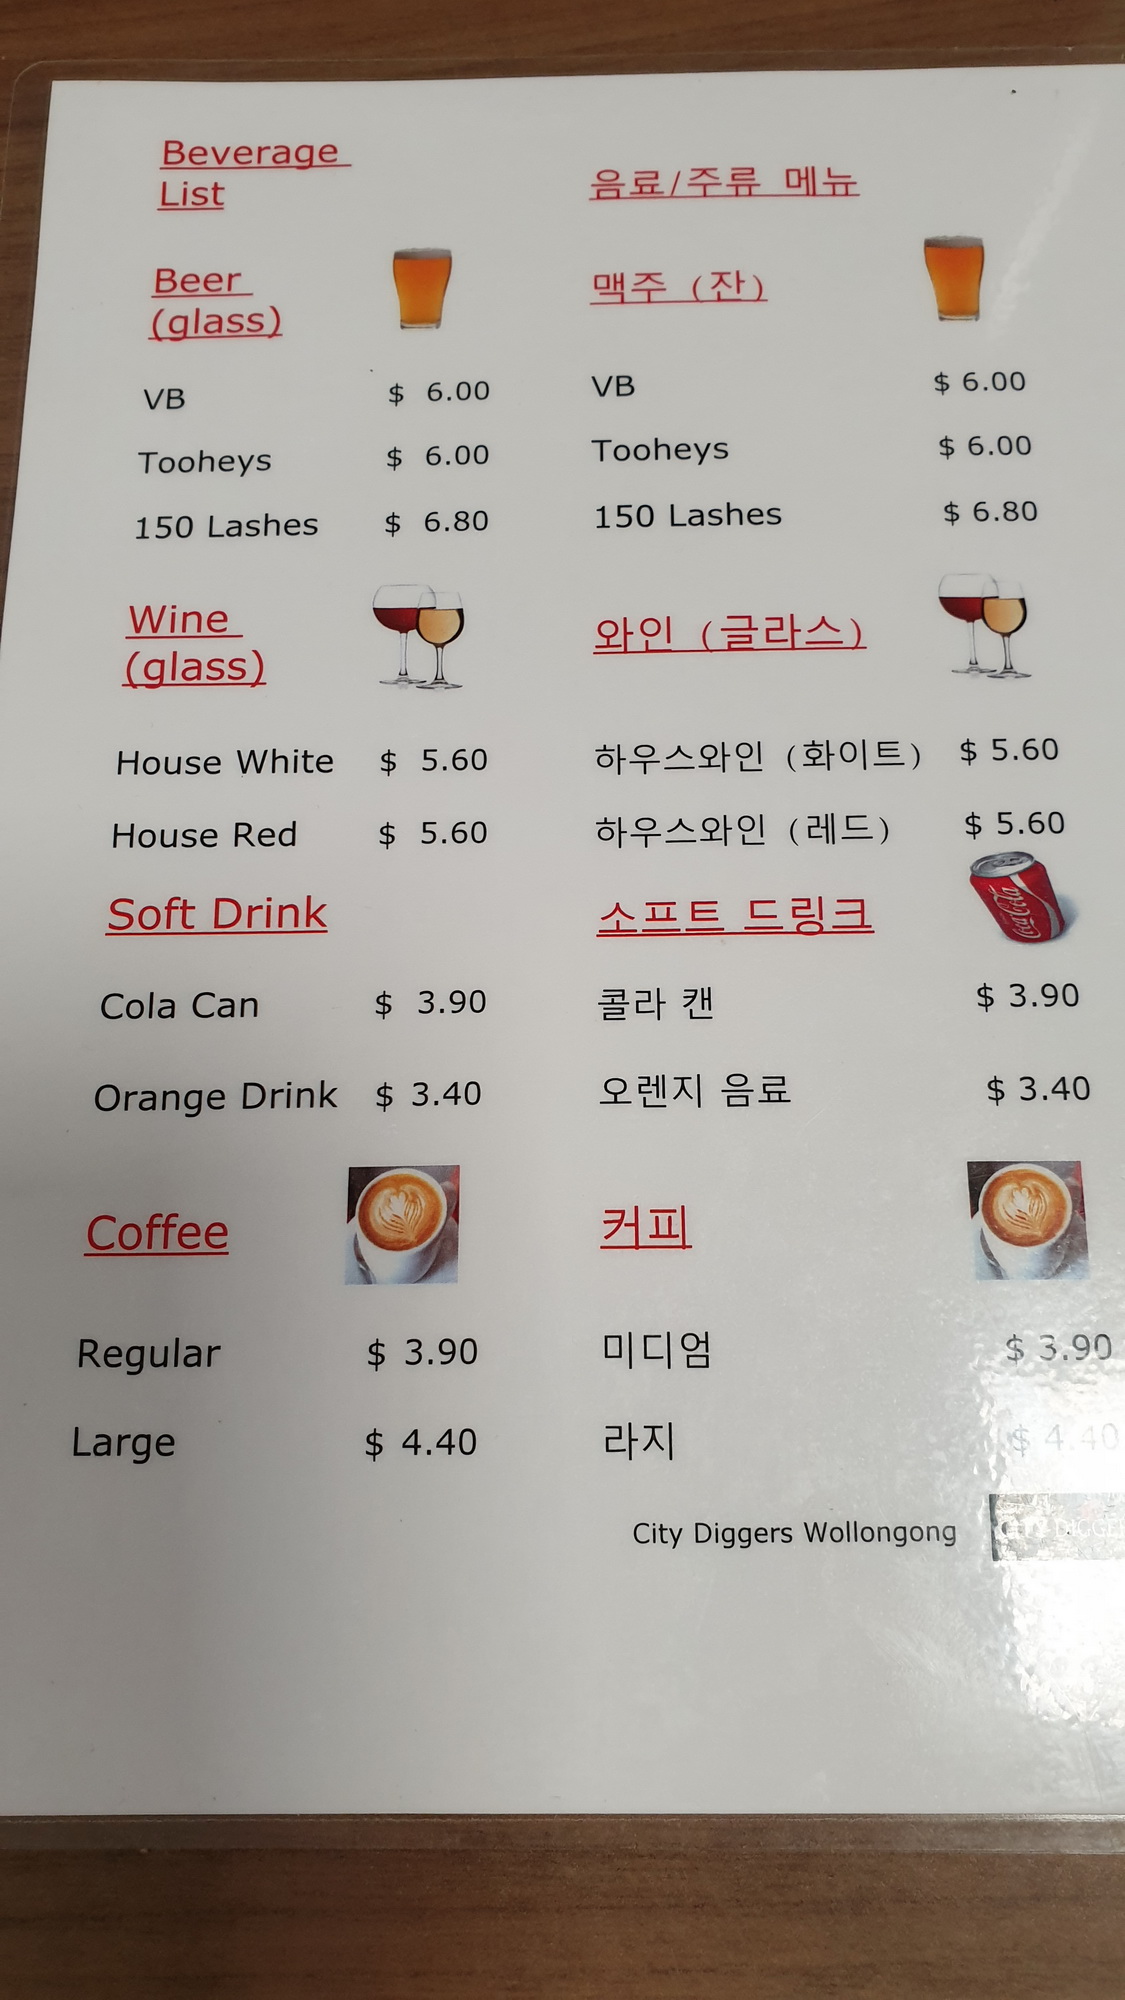 Beverage
List
음료/주류 메뉴
Beer
(glass)
맥주 (잔)
VB $ 6.00 VB $ 6.00
Tooheys $ 6.00 Tooheys $ 6.00
150 Lashes $ 6.80 150 Lashes $ 6.80
Wine
(glass)
와인 (글라스)
House White $ 5.60 하우스와인 (화이트) $ 5.60
House Red $ 5.60 하우스와인 (레드) $ 5.60
Soft Drink 소프트 드링크
Coca-Cola
Cola Can $ 3.90 콜라 캔 $ 3.90
Orange Drink $ 3.40 오렌지 음료 $ 3.40
Coffee 커피
Regular $ 3.90 미디엄 $ 3.90
Large $ 4.40 라지 $ 4.40
City Diggers Wollongong